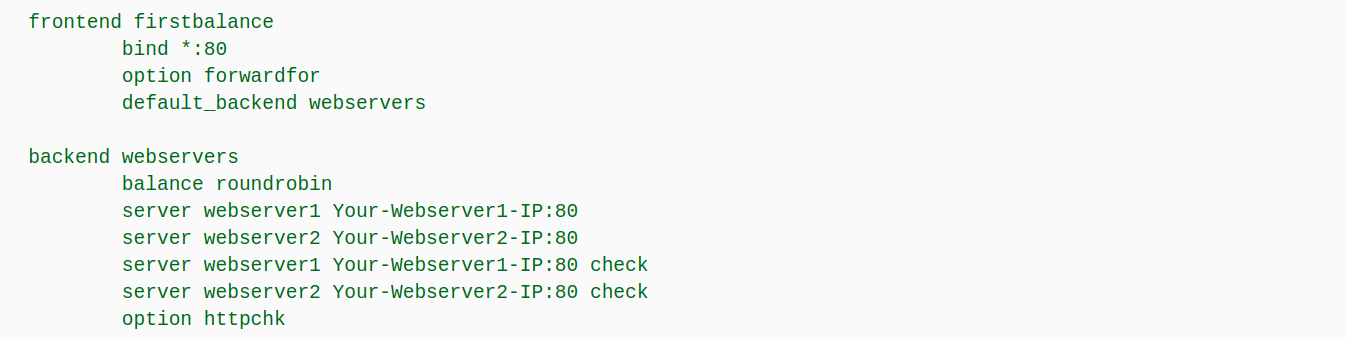 frontend firstbalance
        bind *:80
        option forwardfor
        default_backend webservers

backend webservers
        balance roundrobin
        server webserver1 Your-Webserver1-IP:80
        server webserver2 Your-Webserver2-IP:80
        server webserver1 Your-Webserver1-IP:80 check
        server webserver2 Your-Webserver2-IP:80 check
        option httpchk